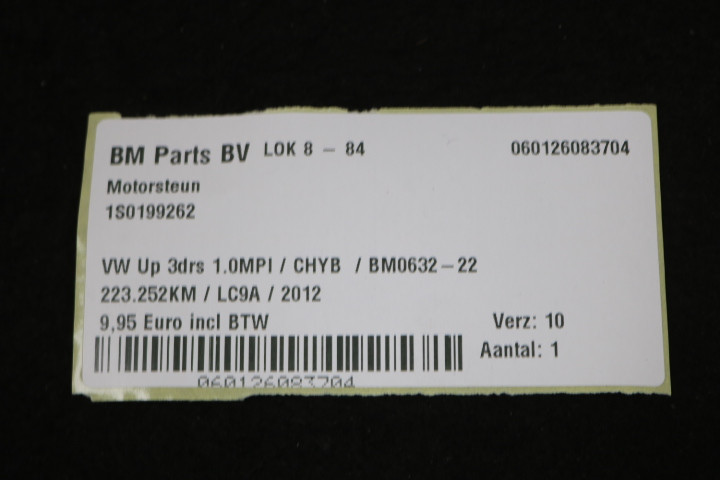 BM Parts BV LOK 8 - 84 060126083704
Motorsteun
1S0199262
VW Up 3drs 1.0MPI / CHYB / BM0632-22
223.252KM / LC9A / 2012
9,95 Euro incl BTW Verz: 10
Aantal: 1
060126083704